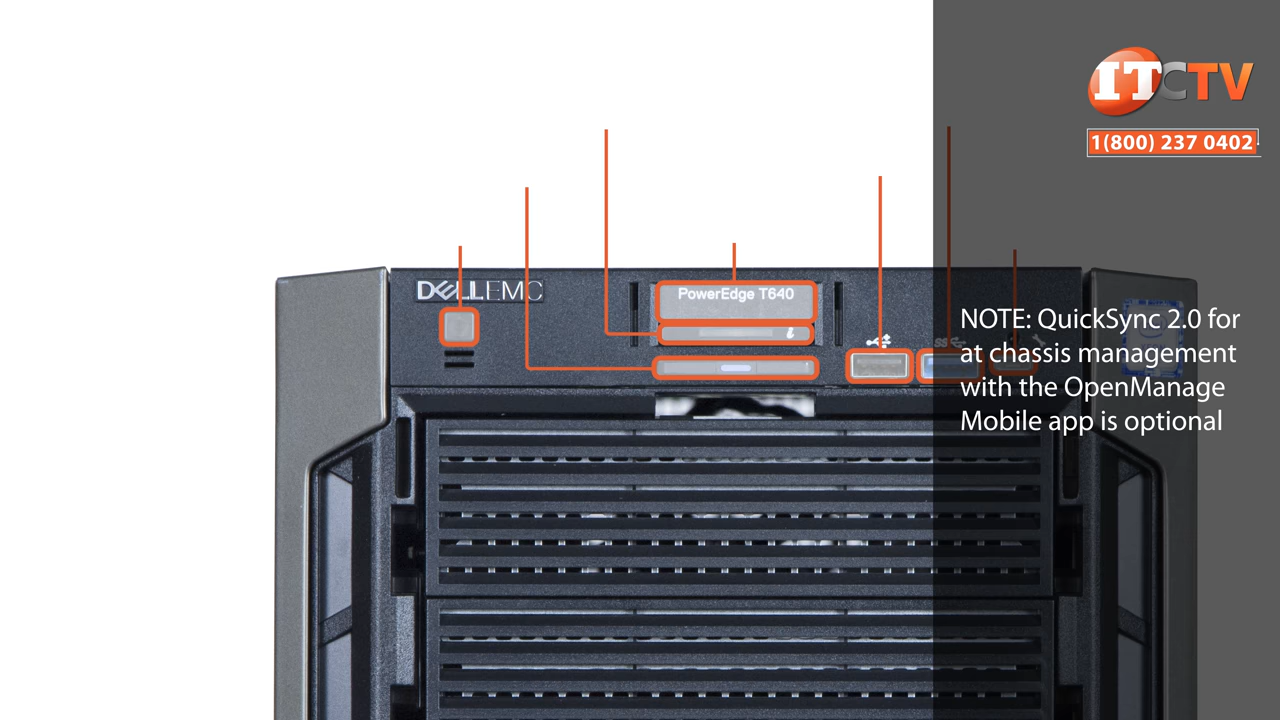 ITCTV
1(800) 237 0402
DELLEMC
PowerEdge T640
SS
NOTE: QuickSync 2.0 for
at chassis management
with the OpenManage
Mobile app is optional